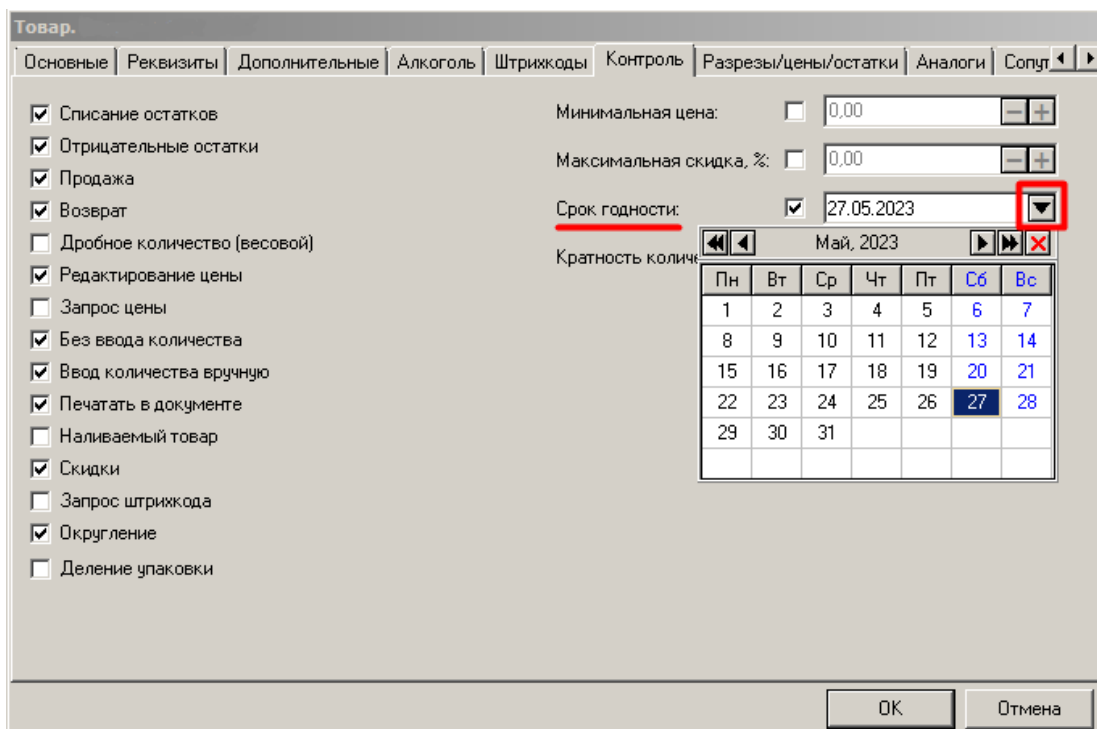 Товар.
Основные Реквизиты Дополнительные Алкоголь Штрихкоды Контроль Разрезы/цены/остатки Аналоги Сопут
Списание остатков
Отрицательные остатки
Продажа
Возврат
Дробное количество (весовой)
Редактирование цены
Запрос цены
Без ввода количества
Ввод количества вручную
Печатать в документе
Наливаемый товар
Скидки
Запрос штрихкода
Округление
Деление упаковки
Минимальная цена: 0,00
Максимальная скидка, %: 0,00
Срок годности: 27.05.2023
Кратность количе
Май, 2023
Пн Вт Ср Чт Пт Сб Вс
1 2 3 4 5 6 7
8 9 10 11 12 13 14
15 16 17 18 19 20 21
22 23 24 25 26 27 28
29 30 31
OK Отмена